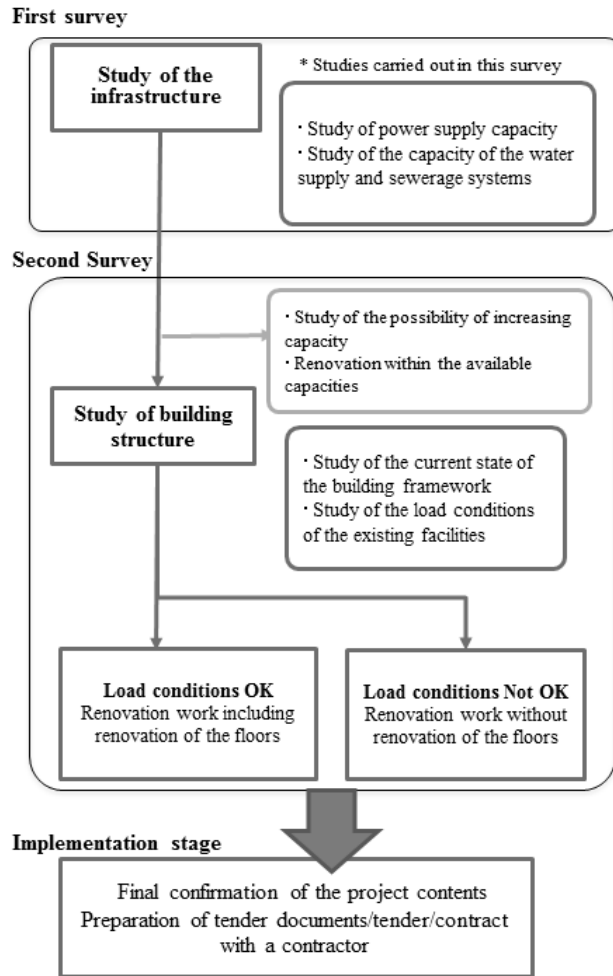 First survey
Study of the
infrastructure
* Studies carried out in this survey
・Study of power supply capacity
・Study of the capacity of the water
supply and sewerage systems
Second Survey
・Study of the possibility of increasing
capacity
・Renovation within the available
capacities
Study of building
structure
・Study of the current state of
the building framework
・Study of the load conditions
of the existing facilities
Load conditions OK
Renovation work including
renovation of the floors
Load conditions Not OK
Renovation work without
renovation of the floors
Implementation stage
Final confirmation of the project contents
Preparation of tender documents/tender/contract
with a contractor